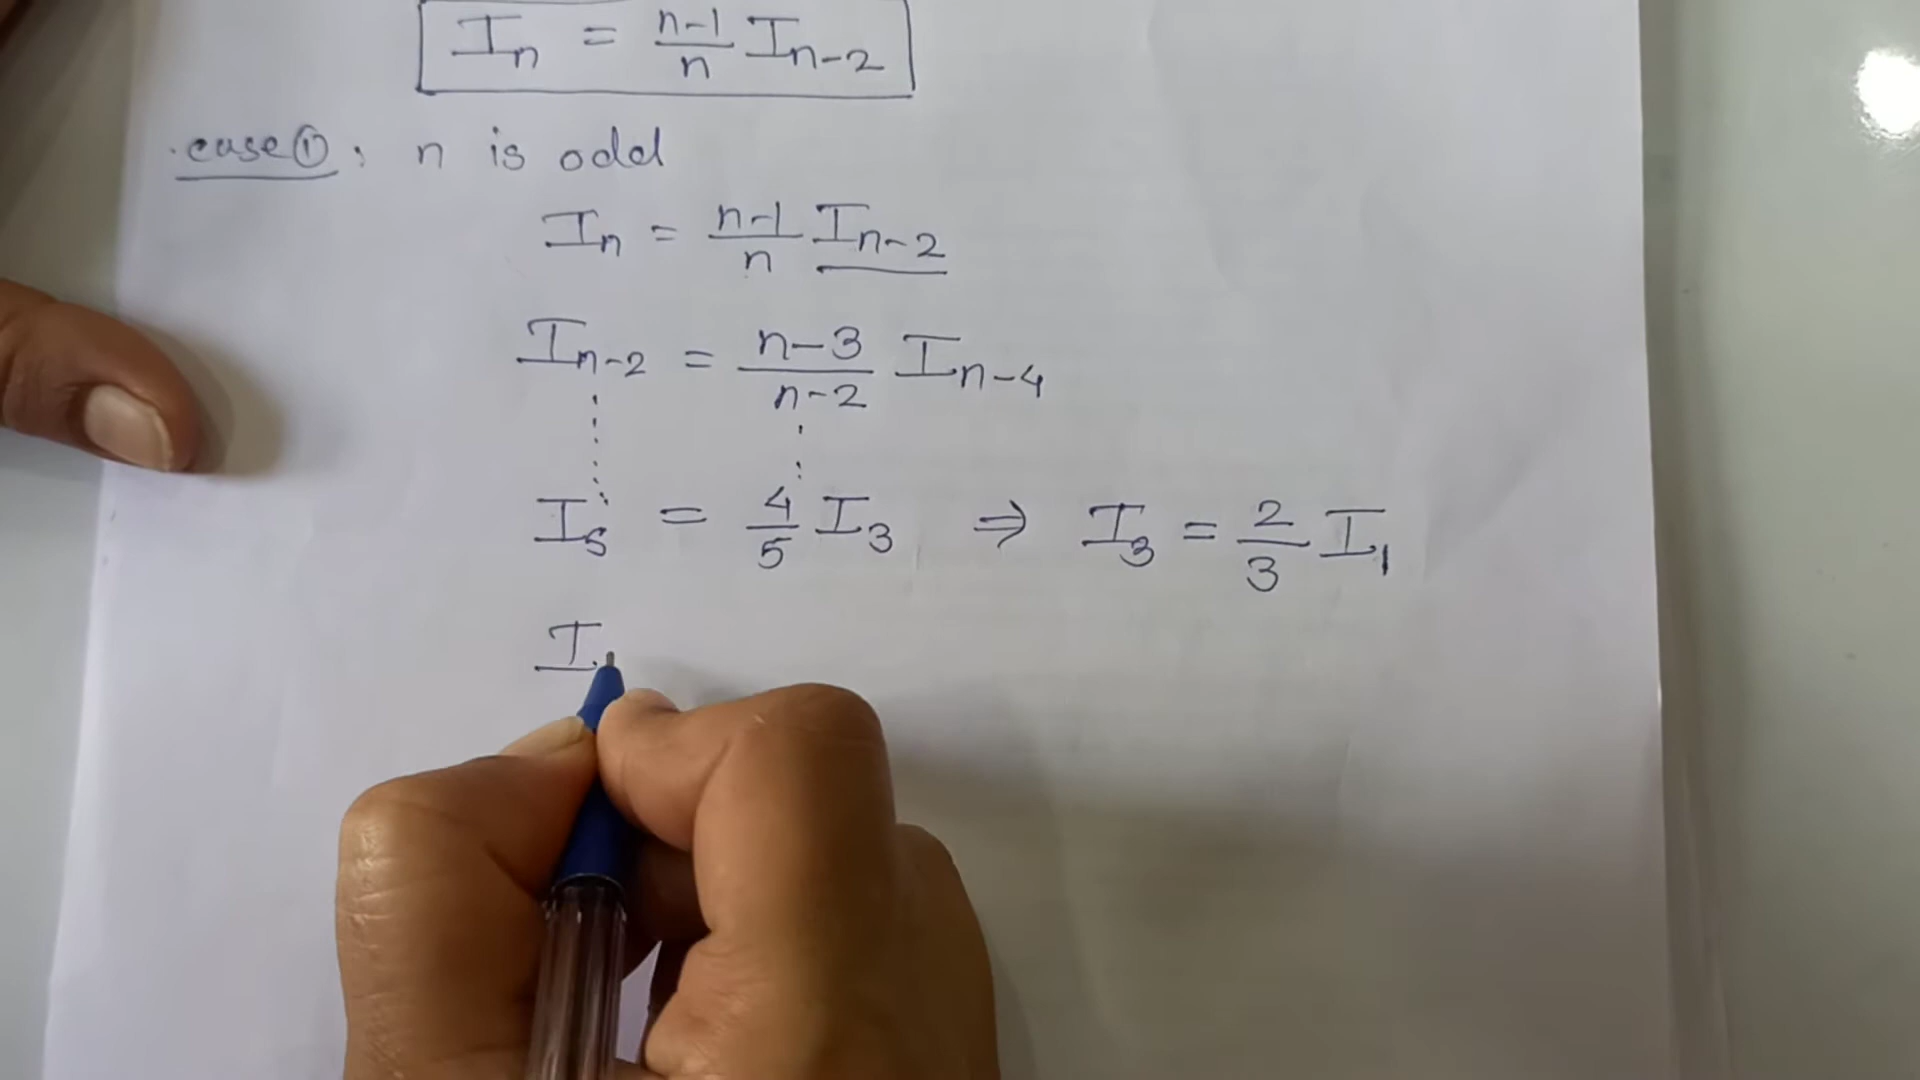 Iₙ = (n-1)/n Iₙ₋₂
case ①: n is odd
Iₙ = (n-1)/n Iₙ₋₂
Iₙ₋₂ = (n-3)/(n-2) Iₙ₋₄
I₅ = 4/5 I₃ ⇒ I₃ = 2/3 I₁
I